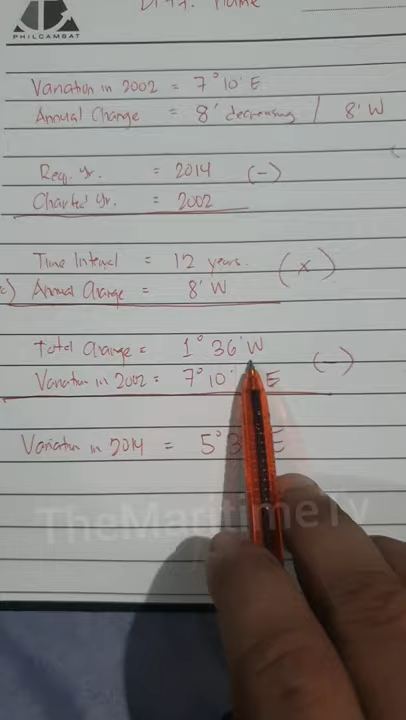 PHILCAMSAT
Name
Variation in 2002 = 7° 10' E
Annual Change = 8' decreasing / 8' W
Req. Yr. = 2014 (-)
Charted Yr. = 2002
Time Interval = 12 years. (x)
Annual Change = 8' W
Total Change = 1° 36' W
Variation in 2002 = 7° 10' E (-)
Variation in 2014 = 5° 3 E
TheMaritimeTv